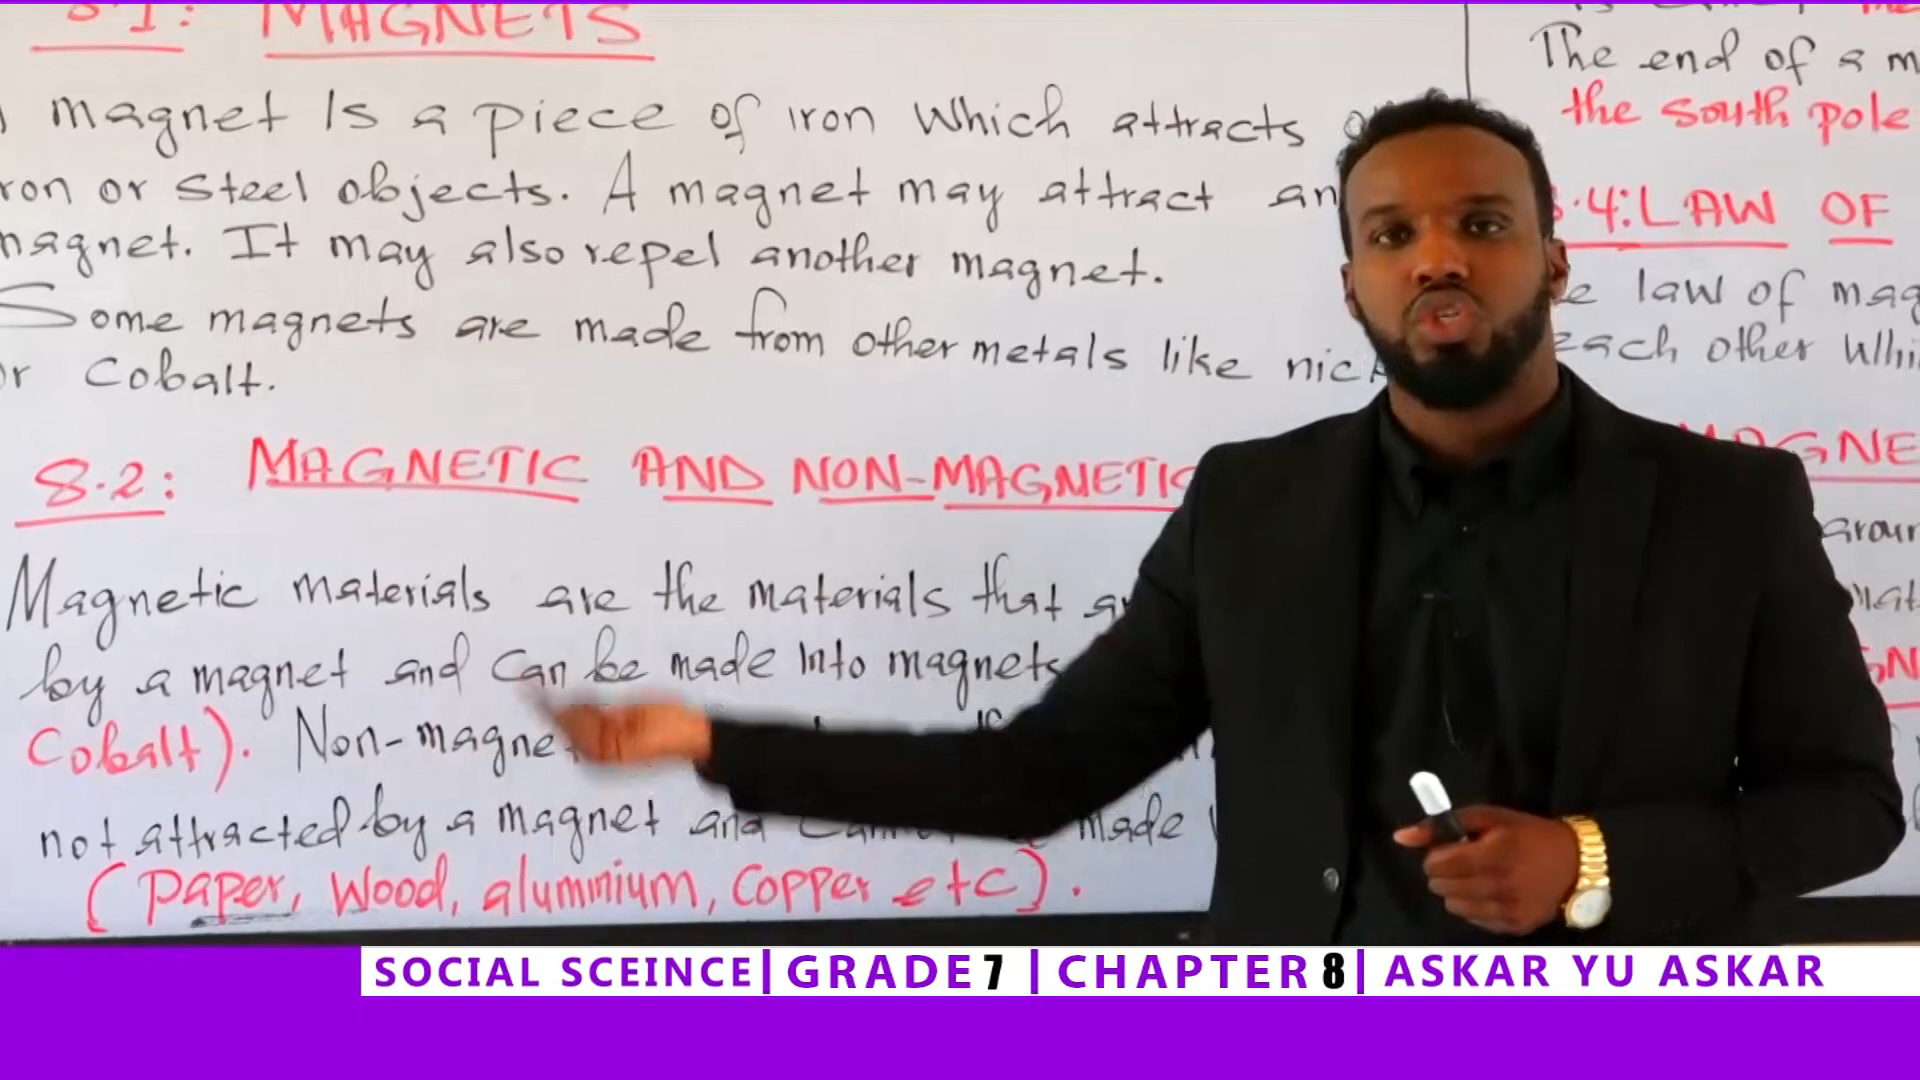 8.1: MAGNETS
magnet Is a piece of iron Which attracts
ron or Steel objects. A magnet may attract an
magnet. It may also repel another magnet.
Some magnets are made from other metals like nick
or Cobalt.
8.2: MAGNETIC AND NON-MAGNETIC
Magnetic materials are the materials that
by a magnet and can be made Into magnets
Cobalt). Non-magne
not attracted by a magnet and made
(paper, Wood, aluminium, Copper etc).
The end of a m
the south pole
8.4: LAW OF
law of mag
each other Whi
MAGNE
aroun
SOCIAL SCEINCE| GRADE 7 | CHAPTER 8| ASKAR YU ASKAR